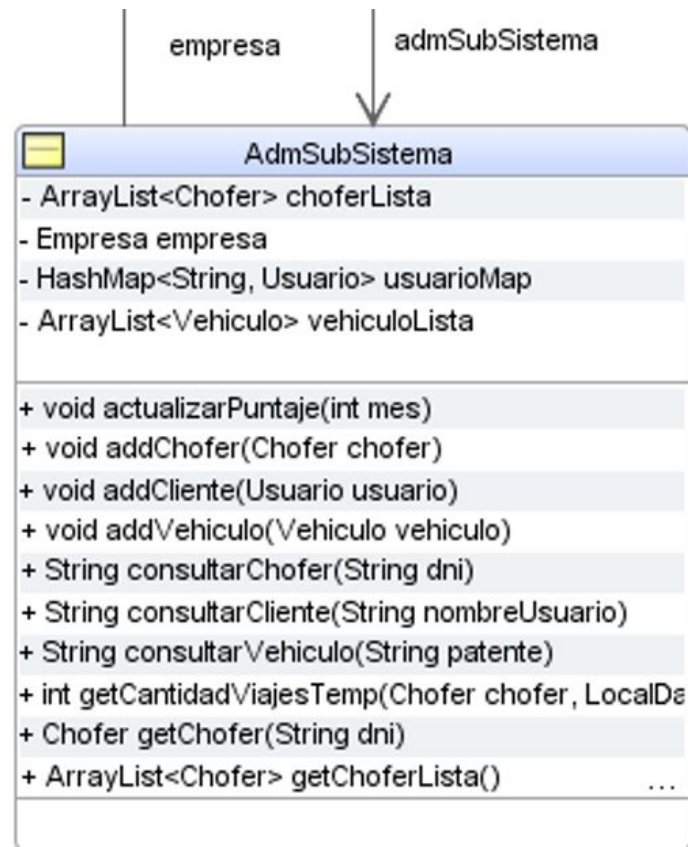 empresa
admSubSistema
AdmSubSistema
- ArrayList<Chofer> choferLista
- Empresa empresa
- HashMap<String, Usuario> usuarioMap
- ArrayList<Vehiculo> vehiculoLista
+ void actualizarPuntaje(int mes)
+ void addChofer(Chofer chofer)
+ void addCliente(Usuario usuario)
+ void addVehiculo(Vehiculo vehiculo)
+ String consultarChofer(String dni)
+ String consultarCliente(String nombreUsuario)
+ String consultarVehiculo(String patente)
+ int getCantidadViajesTemp(Chofer chofer, LocalDa
+ Chofer getChofer(String dni)
+ ArrayList<Chofer> getChoferLista() ...